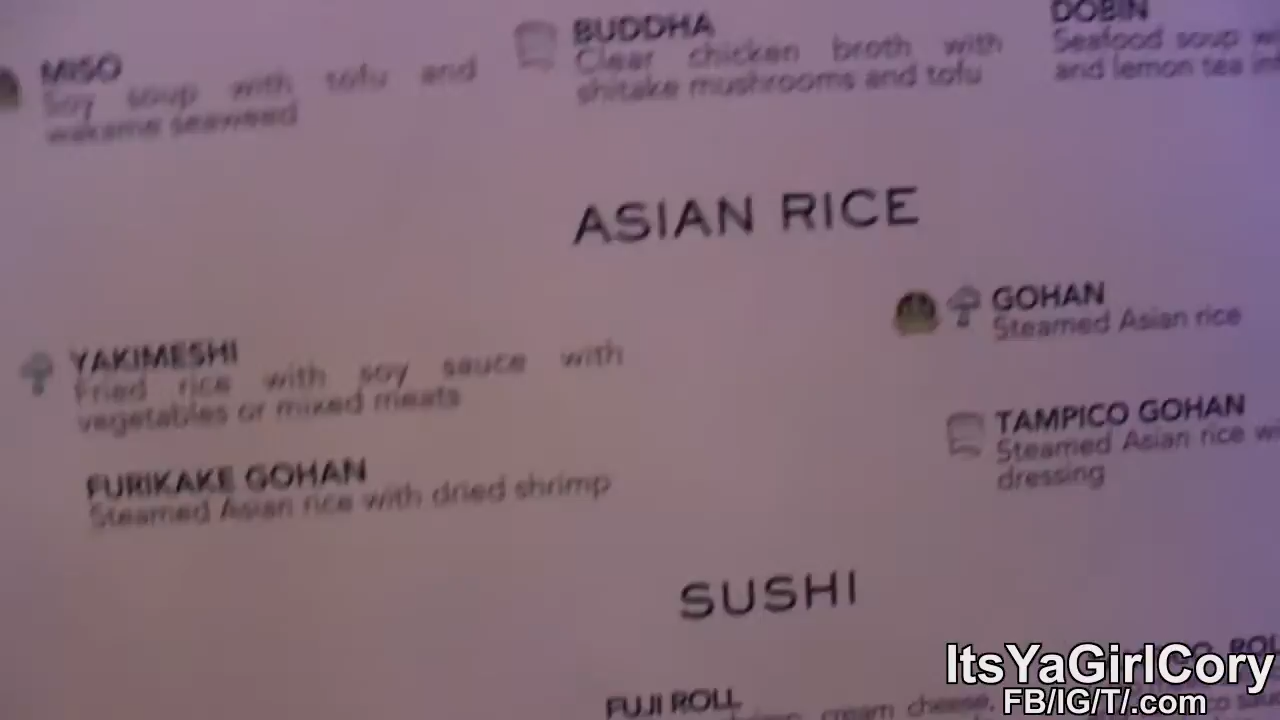 MISO
Soy soup with tofu and
wakame seaweed
BUDDHA
Clear chicken broth with
shitake mushrooms and tofu
DOBIN
Seafood soup
and lemon tea
ASIAN RICE
YAKIMESHI
Fried rice with soy sauce with
vegetables or mixed meats
FURIKAKE GOHAN
Steamed Asian rice with dried shrimp
GOHAN
Steamed Asian rice
TAMPICO GOHAN
Steamed Asian rice
dressing
SUSHI
FUJI ROLL
cream cheese,
ItsYaGirlCory
FB/IG/T/.com